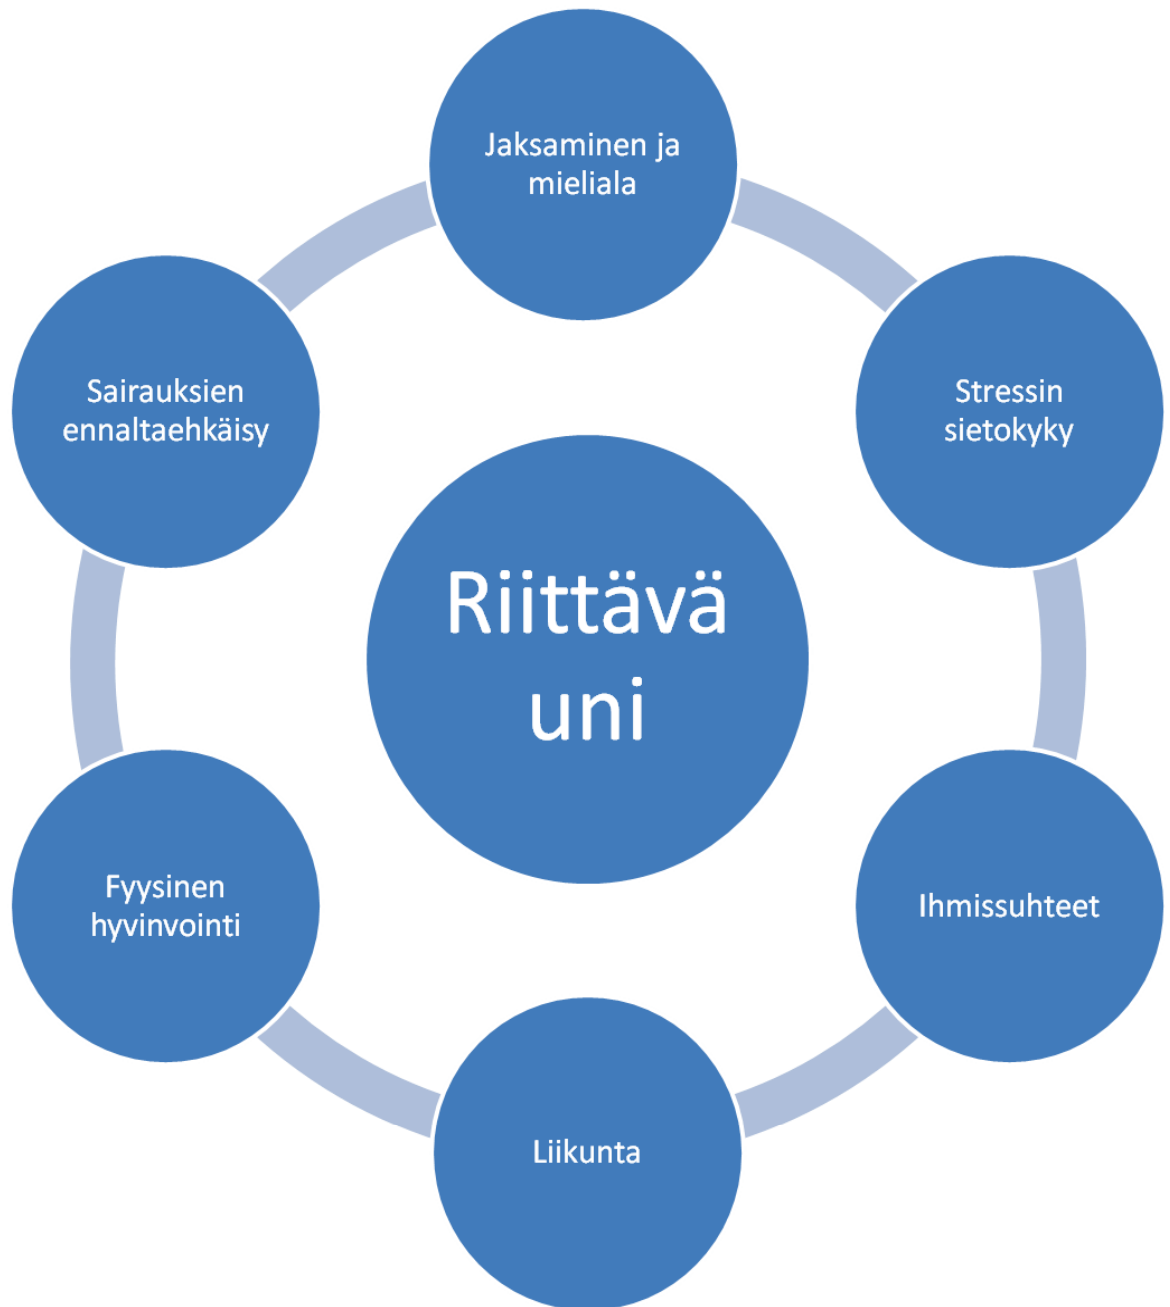 Jaksaminen ja
mieliala
Stressin
sietokyky
Ihmissuhteet
Liikunta
Fyysinen
hyvinvointi
Sairauksien
ennaltaehkäisy
Riittävä
uni